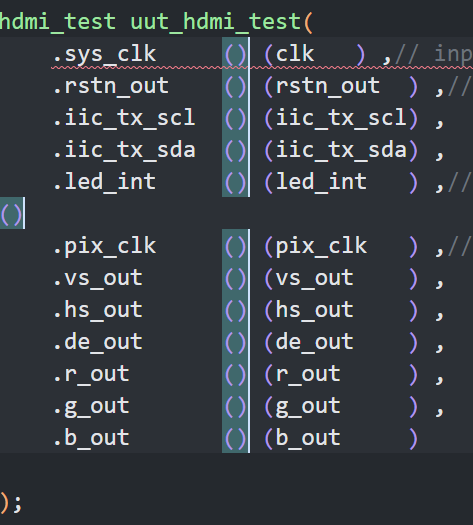 hdmi_test uut_hdmi_test(
.sys_clk () (clk ) ,// inp
.rstn_out () (rstn_out ) ,//
.iic_tx_scl () (iic_tx_scl) ,
.iic_tx_sda () (iic_tx_sda) ,
.led_int () (led_int ) ,//
()
.pix_clk () (pix_clk ) ,//
.vs_out () (vs_out ) ,
.hs_out () (hs_out ) ,
.de_out () (de_out ) ,
.r_out () (r_out ) ,
.g_out () (g_out ) ,
.b_out () (b_out )
);